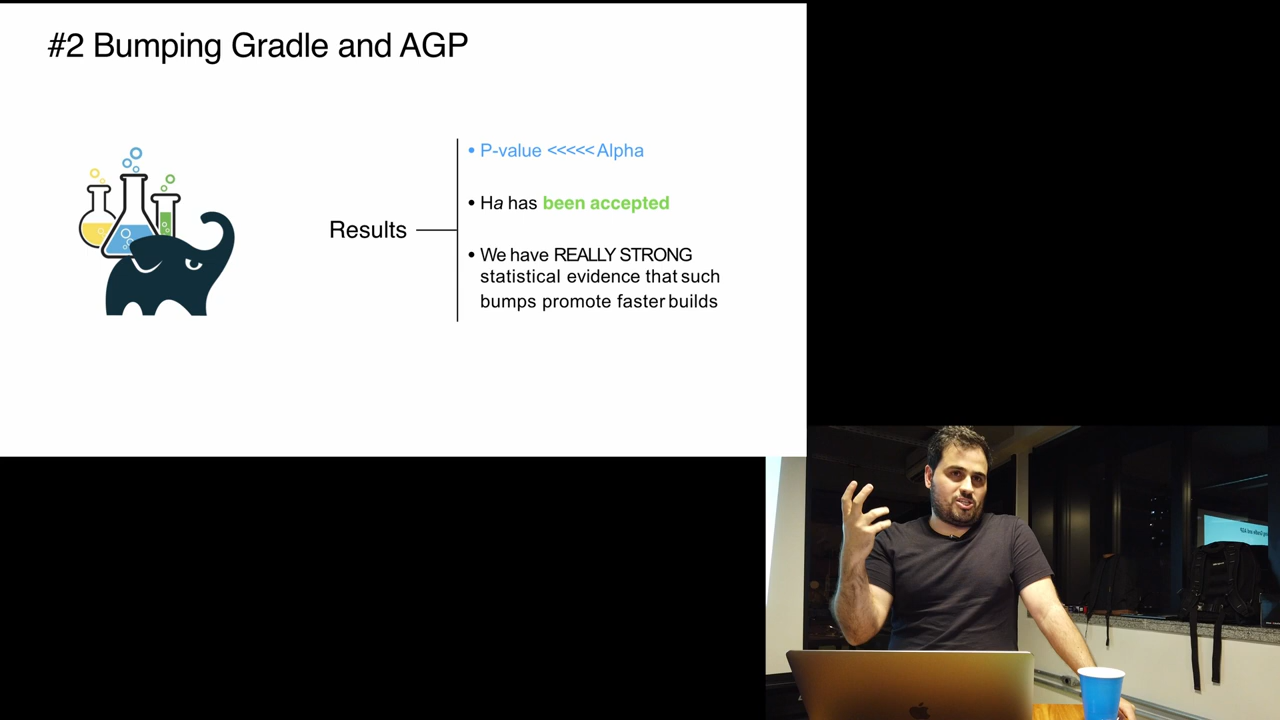 #2 Bumping Gradle and AGP
Results
• P-value <<<<< Alpha
• Ha has been accepted
• We have REALLY STRONG
statistical evidence that such
bumps promote faster builds